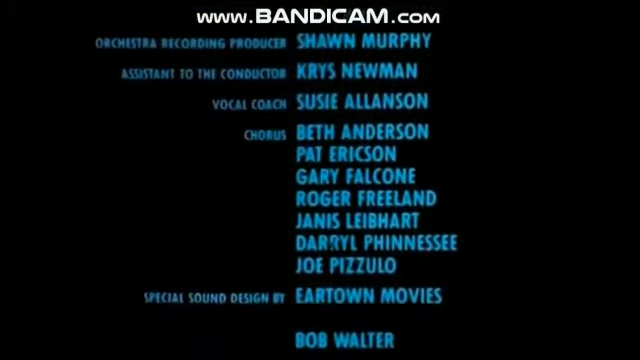 WWW.BANDICAM.COM
ORCHESTRA RECORDING PRODUCER SHAWN MURPHY
ASSISTANT TO THE CONDUCTOR KRYS NEWMAN
VOCAL COACH SUSIE ALLANSON
CHORUS BETH ANDERSON
PAT ERICSON
GARY FALCONE
ROGER FREELAND
JANIS LEIBHART
DARRYL PHINNESSEE
JOE PIZZULO
SPECIAL SOUND DESIGN BY EARTOWN MOVIES
BOB WALTER